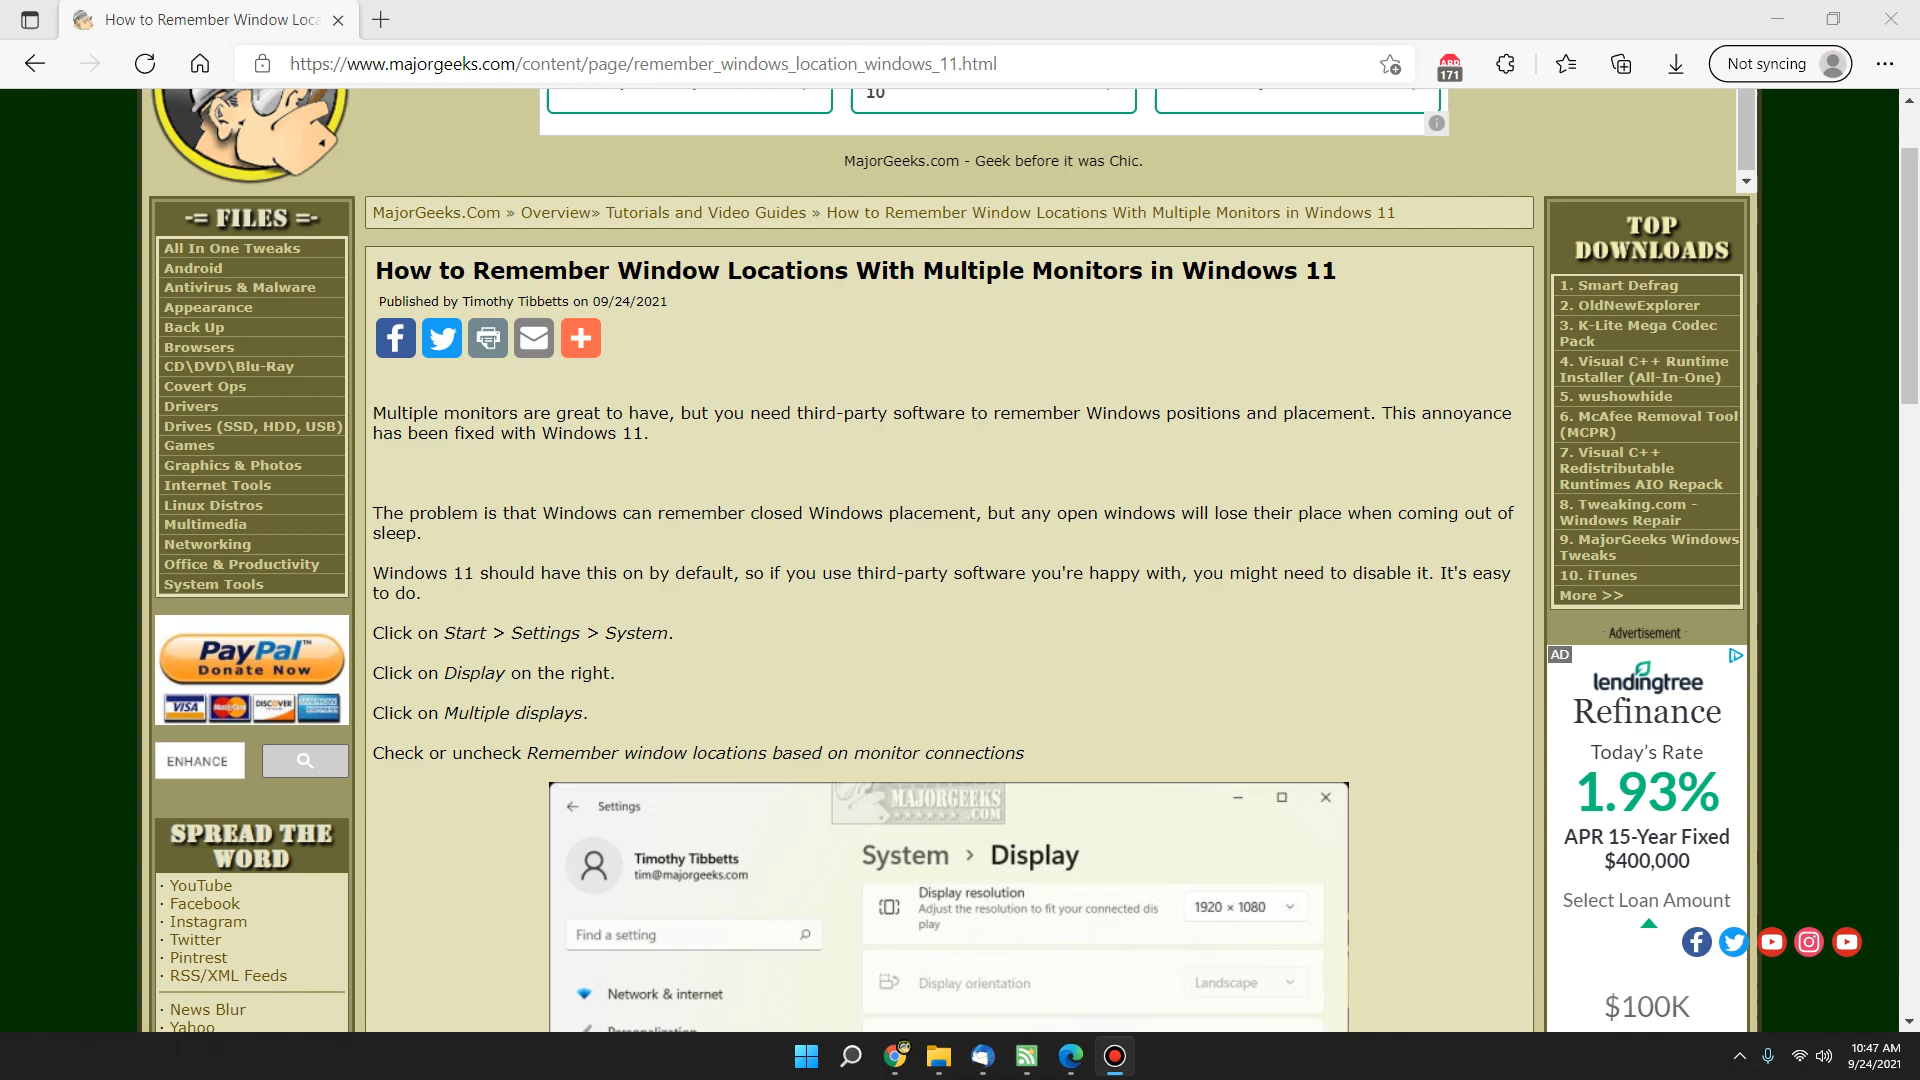 How to Remember Window Loca
https://www.majorgeeks.com/content/page/remember_windows_location_windows_11.html
ABP
171
Not syncing
10
MajorGeeks.com - Geek before it was Chic.
-= FILES =-
All In One Tweaks
Android
Antivirus & Malware
Appearance
Back Up
Browsers
CD\DVD\Blu-Ray
Covert Ops
Drivers
Drives (SSD, HDD, USB)
Games
Graphics & Photos
Internet Tools
Linux Distros
Multimedia
Networking
Office & Productivity
System Tools
PayPal™
Donate Now
VISA
MasterCard
DISCOVER
ENHANCE
SPREAD THE
WORD
· YouTube
· Facebook
· Instagram
· Twitter
· Pintrest
· RSS/XML Feeds
· News Blur
· Yahoo
MajorGeeks.Com » Overview» Tutorials and Video Guides » How to Remember Window Locations With Multiple Monitors in Windows 11
How to Remember Window Locations With Multiple Monitors in Windows 11
Published by Timothy Tibbetts on 09/24/2021
Multiple monitors are great to have, but you need third-party software to remember Windows positions and placement. This annoyance
has been fixed with Windows 11.
The problem is that Windows can remember closed Windows placement, but any open windows will lose their place when coming out of
sleep.
Windows 11 should have this on by default, so if you use third-party software you're happy with, you might need to disable it. It's easy
to do.
Click on Start > Settings > System.
Click on Display on the right.
Click on Multiple displays.
Check or uncheck Remember window locations based on monitor connections
Settings
MAJORGEEKS
.COM
Timothy Tibbetts
tim@majorgeeks.com
Find a setting
Network & internet
Personalization
System > Display
Display resolution
Adjust the resolution to fit your connected dis
play
1920 × 1080
Display orientation
Landscape
TOP
DOWNLOADS
1. Smart Defrag
2. OldNewExplorer
3. K-Lite Mega Codec
Pack
4. Visual C++ Runtime
Installer (All-In-One)
5. wushowhide
6. McAfee Removal Tool
(MCPR)
7. Visual C++
Redistributable
Runtimes AIO Repack
8. Tweaking.com -
Windows Repair
9. MajorGeeks Windows
Tweaks
10. iTunes
More >>
- Advertisement -
AD
lendingtree
Refinance
Today's Rate
1.93%
APR 15-Year Fixed
$400,000
Select Loan Amount
$100K
10:47 AM
9/24/2021